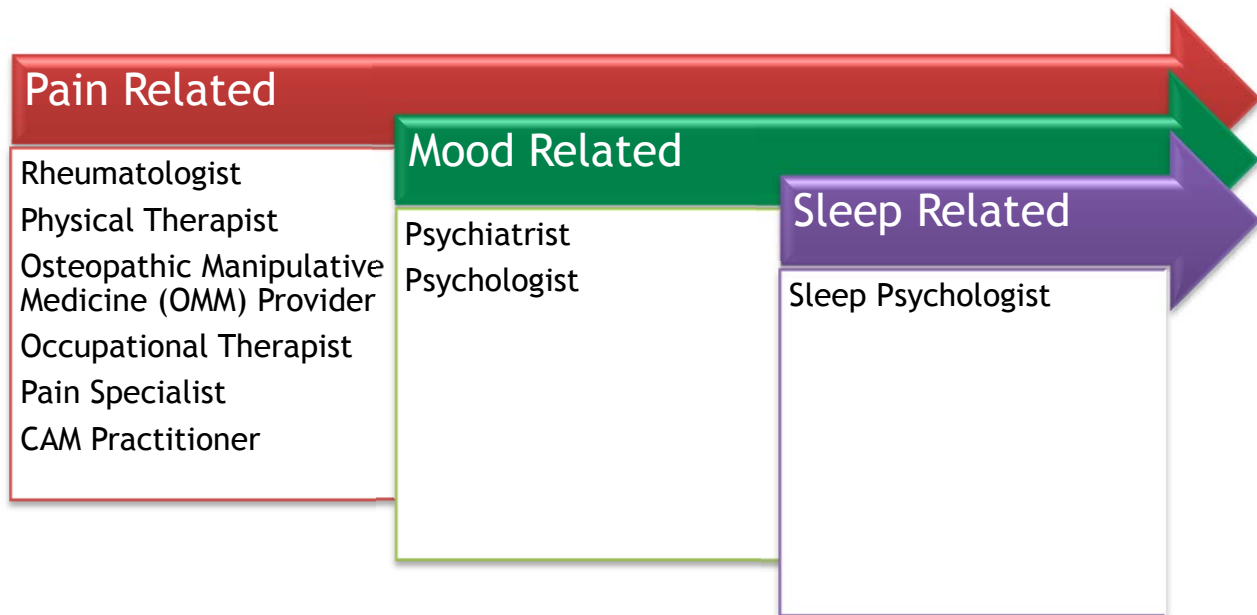 Pain Related
Rheumatologist
Physical Therapist
Osteopathic Manipulative
Medicine (OMM) Provider
Occupational Therapist
Pain Specialist
CAM Practitioner
Mood Related
Psychiatrist
Psychologist
Sleep Related
Sleep Psychologist